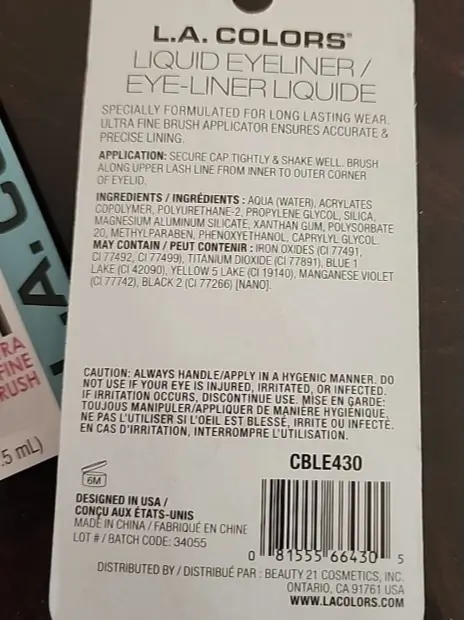 L.A. COLORS®
LIQUID EYELINER /
EYE-LINER LIQUIDE
SPECIALLY FORMULATED FOR LONG LASTING WEAR.
ULTRA FINE BRUSH APPLICATOR ENSURES ACCURATE &
PRECISE LINING.
APPLICATION: SECURE CAP TIGHTLY & SHAKE WELL. BRUSH
ALONG UPPER LASH LINE FROM INNER TO OUTER CORNER
OF EYELID.
INGREDIENTS / INGRÉDIENTS : AQUA (WATER), ACRYLATES
COPOLYMER, POLYURETHANE-2, PROPYLENE GLYCOL, SILICA,
MAGNESIUM ALUMINUM SILICATE, XANTHAN GUM, POLYSORBATE
20, METHYLPARABEN, PHENOXYETHANOL, CAPRYLYL GLYCOL.
MAY CONTAIN / PEUT CONTENIR : IRON OXIDES (CI 77491,
CI 77492, CI 77499), TITANIUM DIOXIDE (CI 77891), BLUE 1
LAKE (CI 42090), YELLOW 5 LAKE (CI 19140), MANGANESE VIOLET
(CI 77742), BLACK 2 (CI 77266) [NANO].
CAUTION: ALWAYS HANDLE/APPLY IN A HYGENIC MANNER. DO
NOT USE IF YOUR EYE IS INJURED, IRRITATED, OR INFECTED.
IF IRRITATION OCCURS, DISCONTINUE USE. MISE EN GARDE:
TOUJOUS MANIPULER/APPLIQUER DE MANIÈRE HYGIÉNIQUE,
NE PAS L'UTILISER SI L'OEIL EST BLESSÉ, IRRITE OU INFECTÉ.
EN CAS D'IRRITATION, INTERROMPRE L'UTILISATION.
CBLE430
6M
DESIGNED IN USA /
CONÇU AUX ÉTATS-UNIS
MADE IN CHINA / FABRIQUÉ EN CHINE
LOT # / BATCH CODE: 34055
0 81555 66430 5
DISTRIBUTED BY / DISTRIBUÉ PAR : BEAUTY 21 COSMETICS, INC.
ONTARIO, CA 91761 USA
WWW.LACOLORS.COM
L.A. CO
RA
FINE
RUSH
.5 mL)